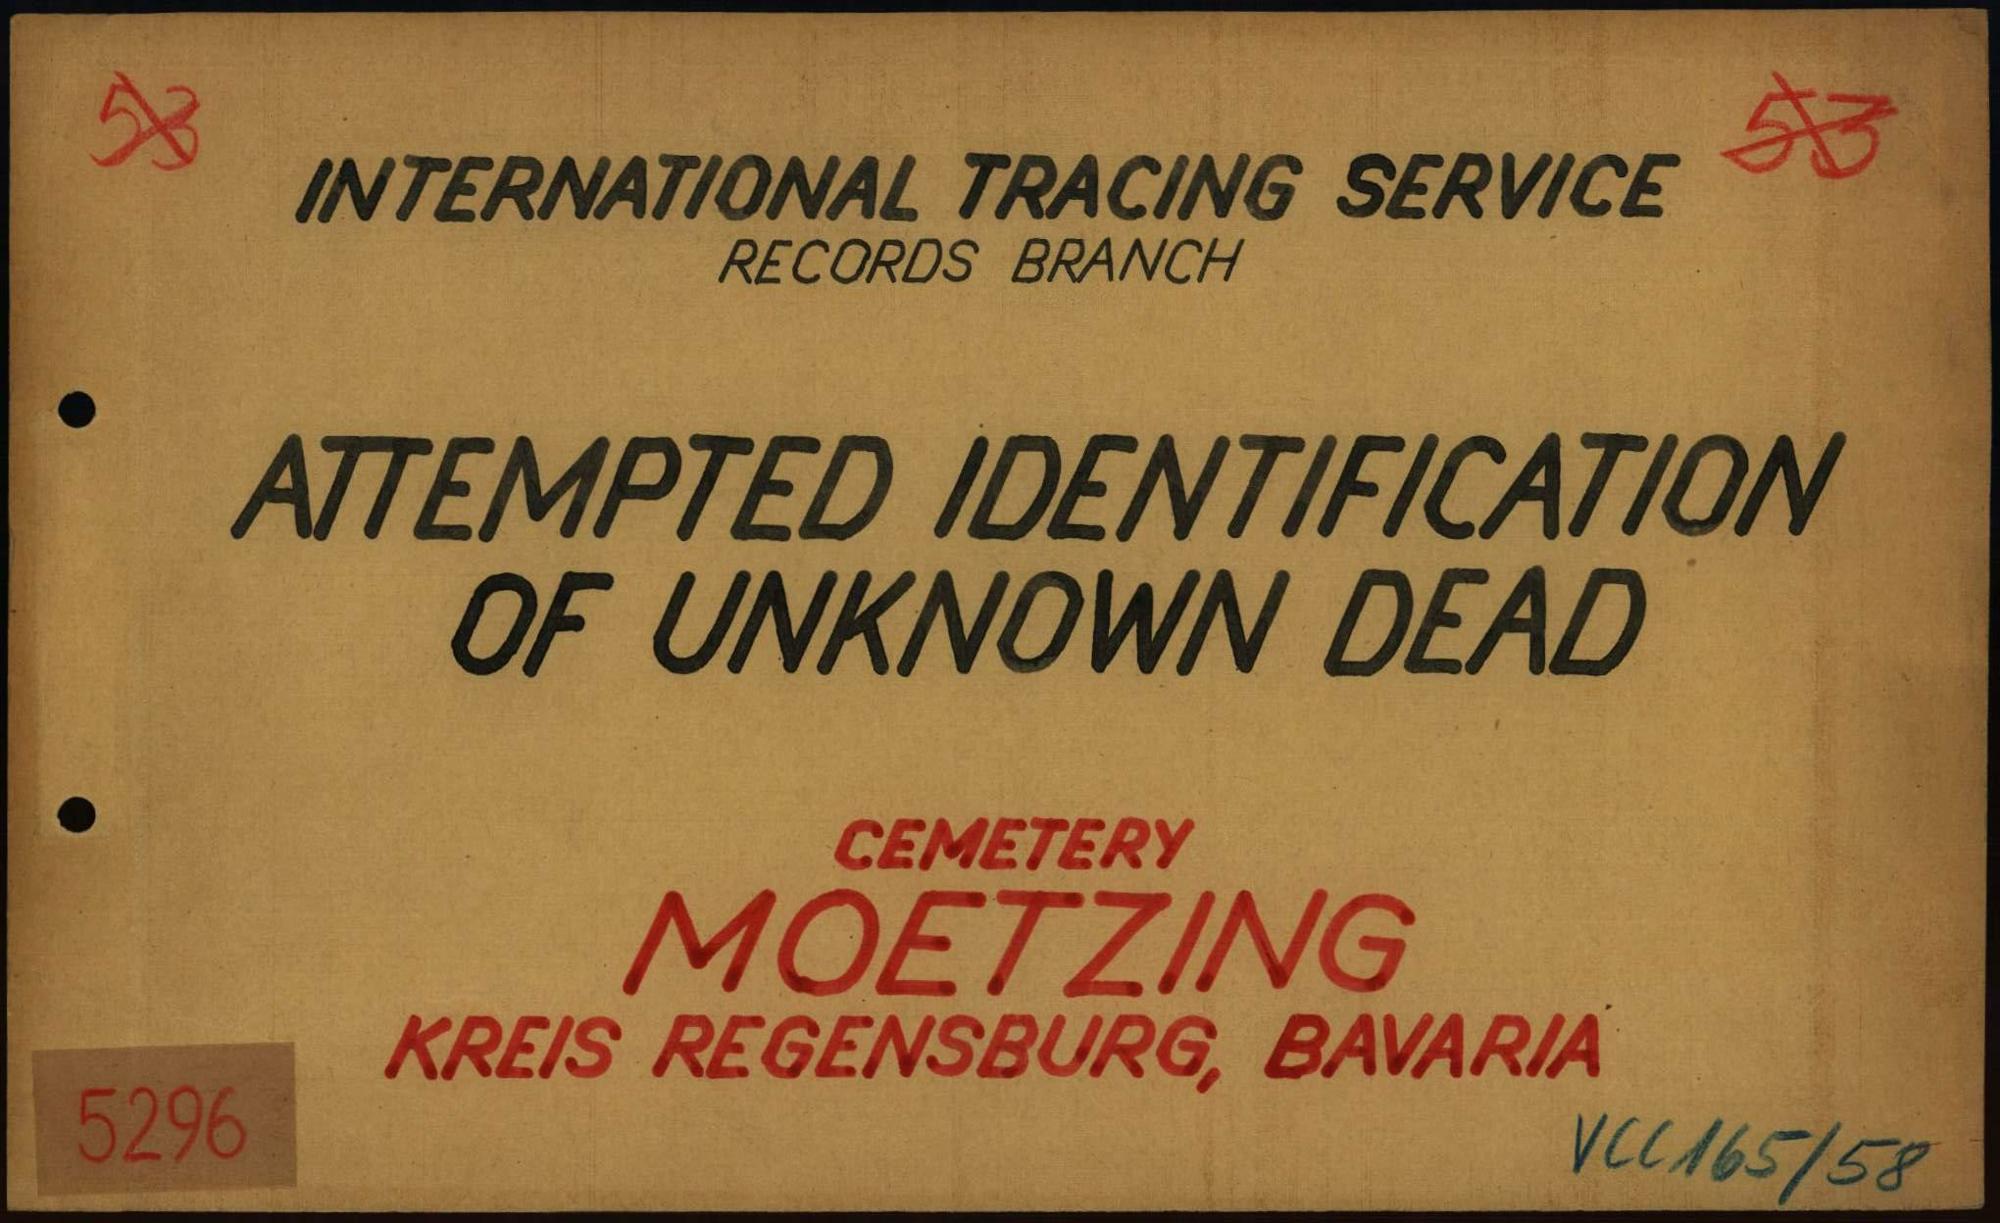 53
53
INTERNATIONAL TRACING SERVICE
RECORDS BRANCH
ATTEMPTED IDENTIFICATION
OF UNKNOWN DEAD
CEMETERY
MOETZING
KREIS REGENSBURG, BAVARIA
5296
VCC 165/58